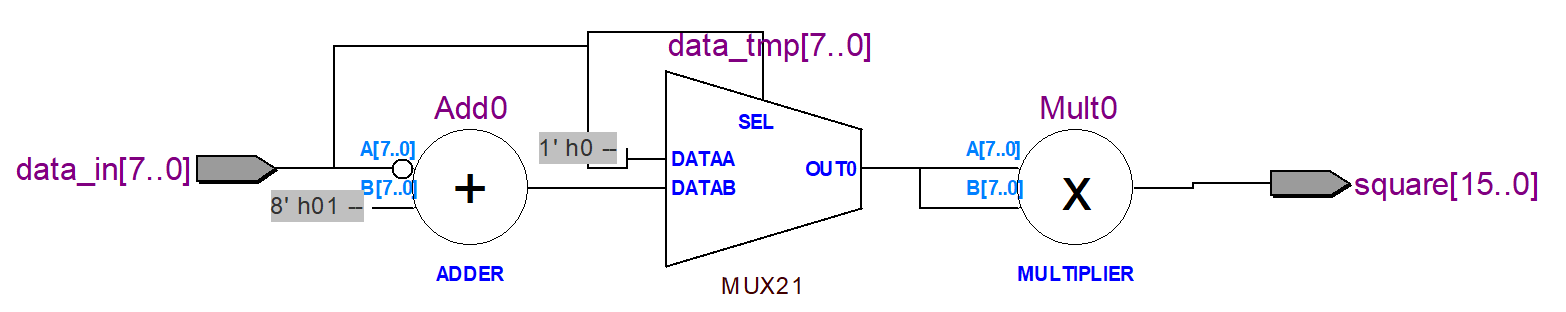 data_tmp[7..0]
Add0
Mult0
SEL
1' h0
A[7..0]
A[7..0]
data_in[7..0]
DATAA
OUT0
B[7..0]
+
DATAB
B[7..0]
x
square[15..0]
8' h01
ADDER
MULTIPLIER
MUX21